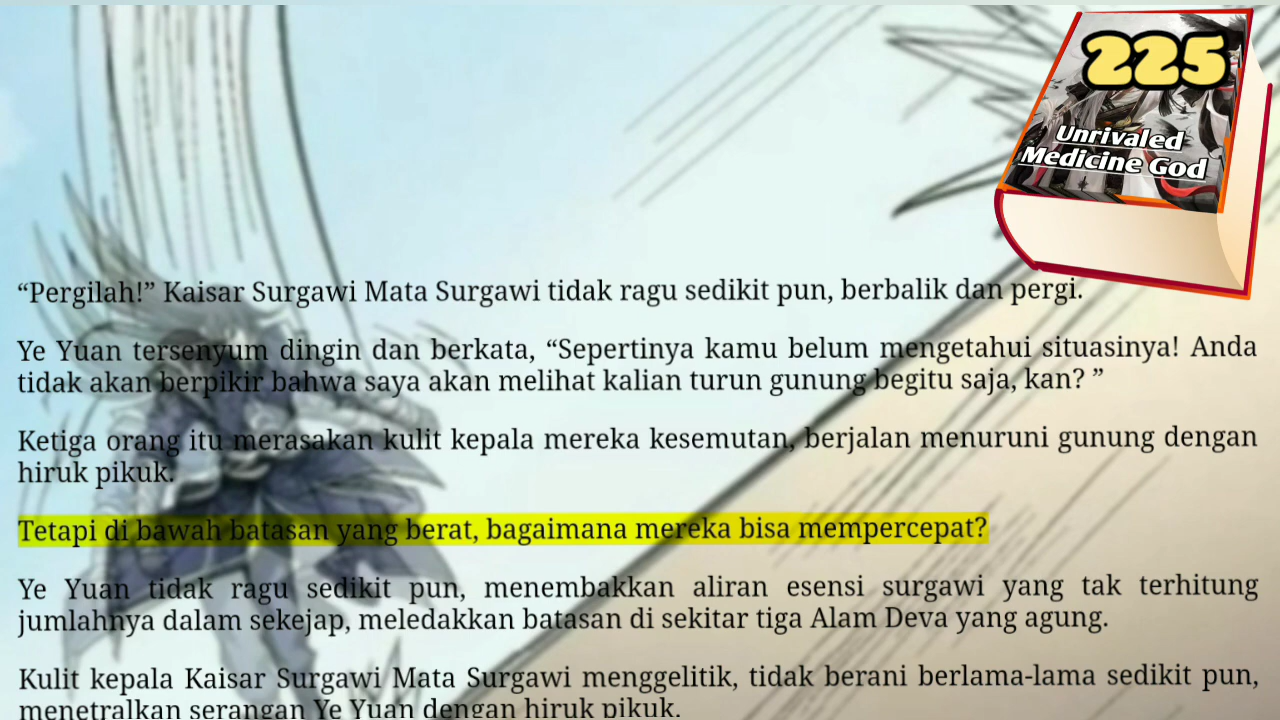 225
Unrivaled
Medicine God
“Pergilah!” Kaisar Surgawi Mata Surgawi tidak ragu sedikit pun, berbalik dan pergi.
Ye Yuan tersenyum dingin dan berkata, “Sepertinya kamu belum mengetahui situasinya! Anda
tidak akan berpikir bahwa saya akan melihat kalian turun gunung begitu saja, kan? ”
Ketiga orang itu merasakan kulit kepala mereka kesemutan, berjalan menuruni gunung dengan
hiruk pikuk.
Tetapi di bawah batasan yang berat, bagaimana mereka bisa mempercepat?
Ye Yuan tidak ragu sedikit pun, menembakkan aliran esensi surgawi yang tak terhitung
jumlahnya dalam sekejap, meledakkan batasan di sekitar tiga Alam Deva yang agung.
Kulit kepala Kaisar Surgawi Mata Surgawi menggelitik, tidak berani berlama-lama sedikit pun,
menetralkan serangan Ye Yuan dengan hiruk pikuk.